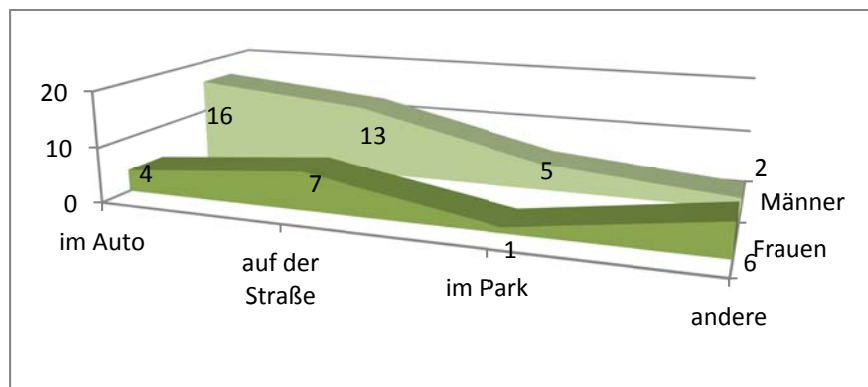 20
10
0
16
13
5
2
4
7
1
6
Männer
Frauen
im Auto
auf der
Straße
im Park
andere